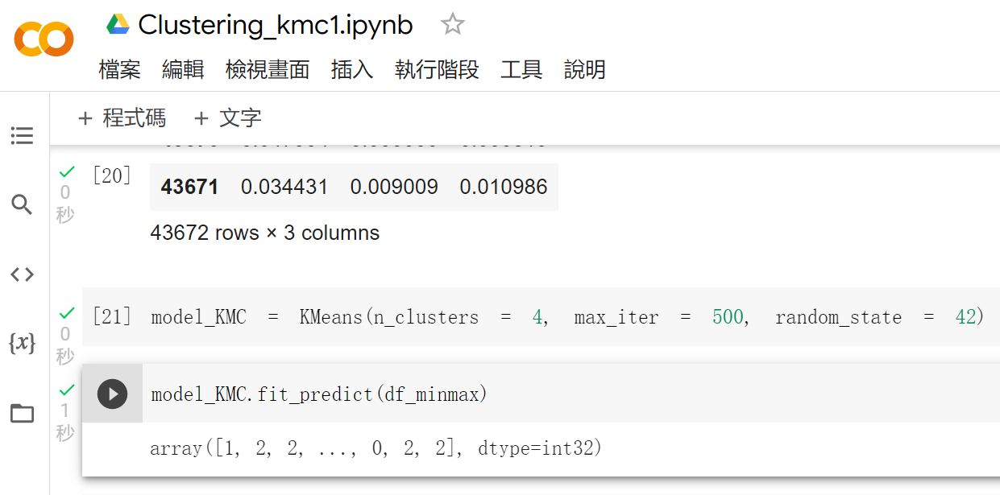 Clustering_kmc1.ipynb
檔案 編輯 檢視畫面 插入 執行階段 工具 說明
+ 程式碼 + 文字
0 秒 [20] 43671 0.034431 0.009009 0.010986
43672 rows × 3 columns
0 秒 [21] model_KMC = KMeans(n_clusters = 4, max_iter = 500, random_state = 42)
{x}
1 秒 model_KMC.fit_predict(df_minmax)
array([1, 2, 2, ..., 0, 2, 2], dtype=int32)